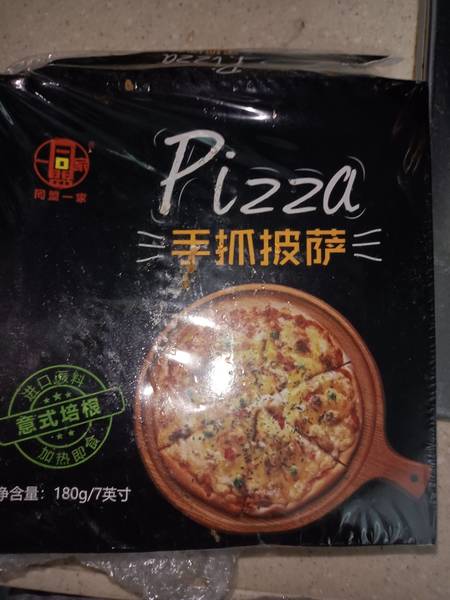 Pizza
同盟一家
Pizza
手抓披萨
进口酱料
意式培根
加热即食
净含量：180g/7英寸